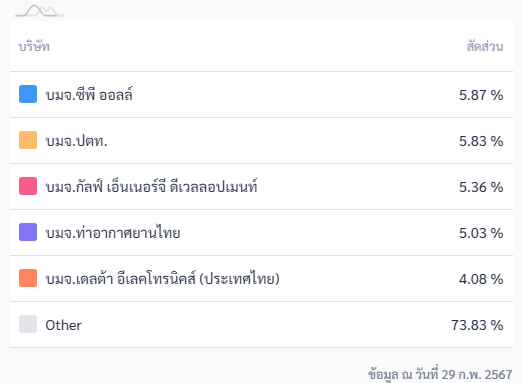 บริษัท สัดส่วน
บมจ.ซีพี ออลล์ 5.87 %
บมจ.ปตท. 5.83 %
บมจ.กัลฟ์ เอ็นเนอร์จี ดีเวลลอปเมนท์ 5.36 %
บมจ.ท่าอากาศยานไทย 5.03 %
บมจ.เดลต้า อีเลคโทรนิคส์ (ประเทศไทย) 4.08 %
Other 73.83 %
ข้อมูล ณ วันที่ 29 ก.พ. 2567